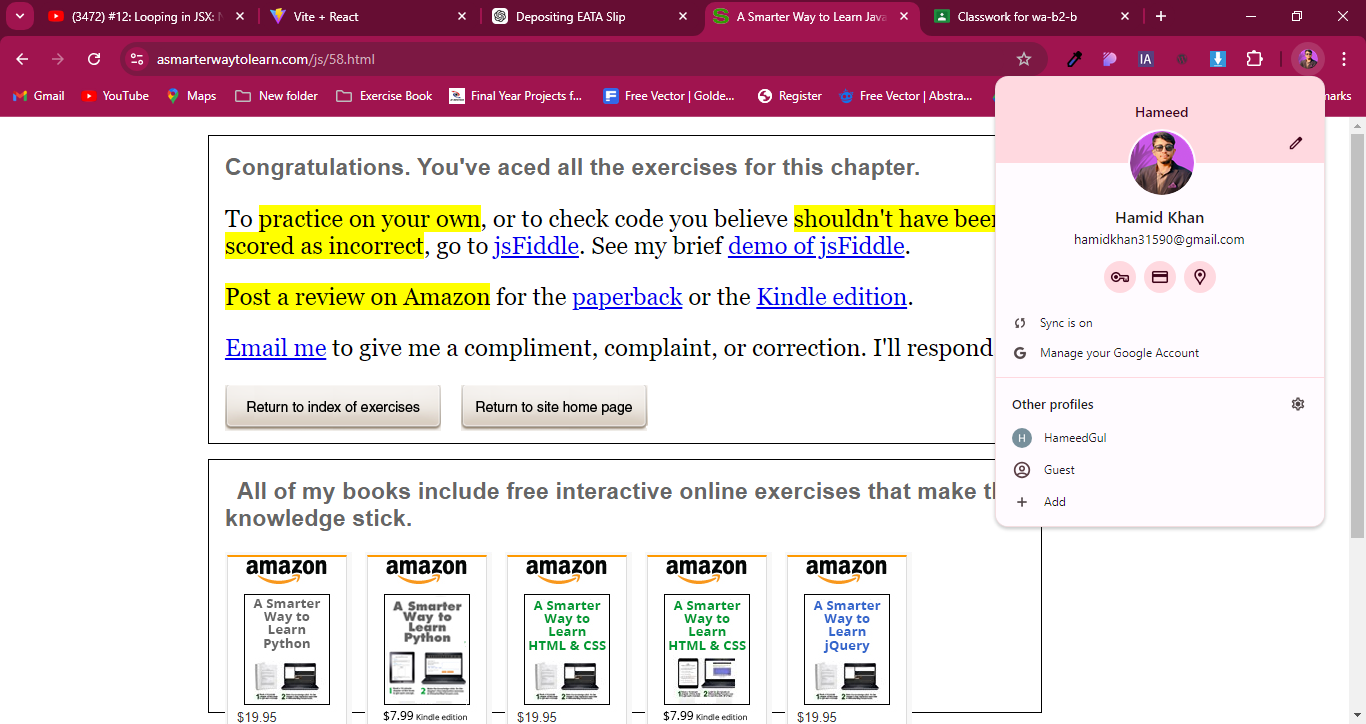 (3472) #12: Looping in JSX:
Vite + React
Depositing EATA Slip
A Smarter Way to Learn Java
Classwork for wa-b2-b
asmarterwaytolearn.com/js/58.html
IA
Gmail
YouTube
Maps
New folder
Exercise Book
Final Year Projects f...
Free Vector | Golde...
Register
Free Vector | Abstra...
marks
Congratulations. You've aced all the exercises for this chapter.
To practice on your own, or to check code you believe shouldn't have been
scored as incorrect, go to jsFiddle. See my brief demo of jsFiddle.
Post a review on Amazon for the paperback or the Kindle edition.
Email me to give me a compliment, complaint, or correction. I'll respond
Return to index of exercises
Return to site home page
All of my books include free interactive online exercises that make th
knowledge stick.
amazon
A Smarter
Way to
Learn
Python
$19.95
amazon
A Smarter
Way to
Learn
Python
$7.99 Kindle edition
amazon
A Smarter
Way to
Learn
HTML & CSS
$19.95
amazon
A Smarter
Way to
Learn
HTML & CSS
$7.99 Kindle edition
amazon
A Smarter
Way to
Learn
jQuery
$19.95
Hameed
Hamid Khan
hamidkhan31590@gmail.com
Sync is on
Manage your Google Account
Other profiles
H
HameedGul
Guest
Add